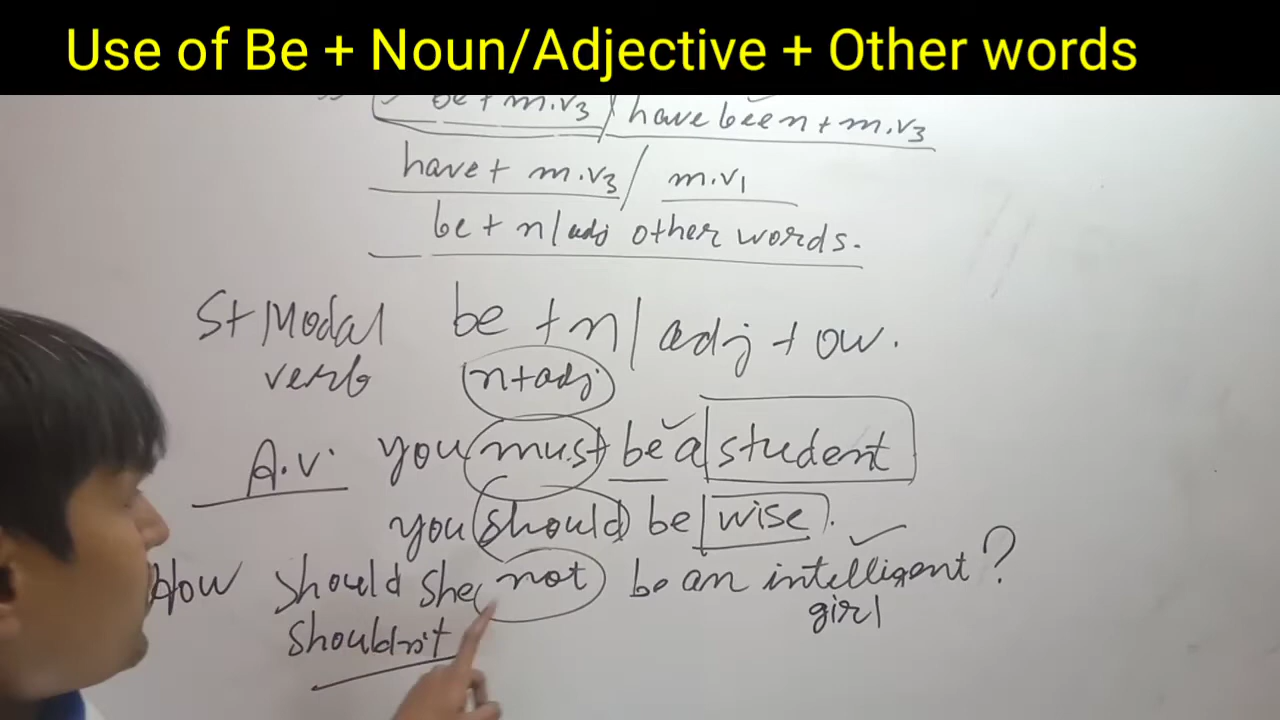 Use of Be + Noun/Adjective + Other words
be + m.v3 / have been + m.v3
have + m.v3 / m.v1
be + n / adj other words.
S + Modal verb be + n / adj + ow.
(n + adj)
A.V. you must be a student
you should be wise.
How should she not be an intelligent girl?
shouldn't